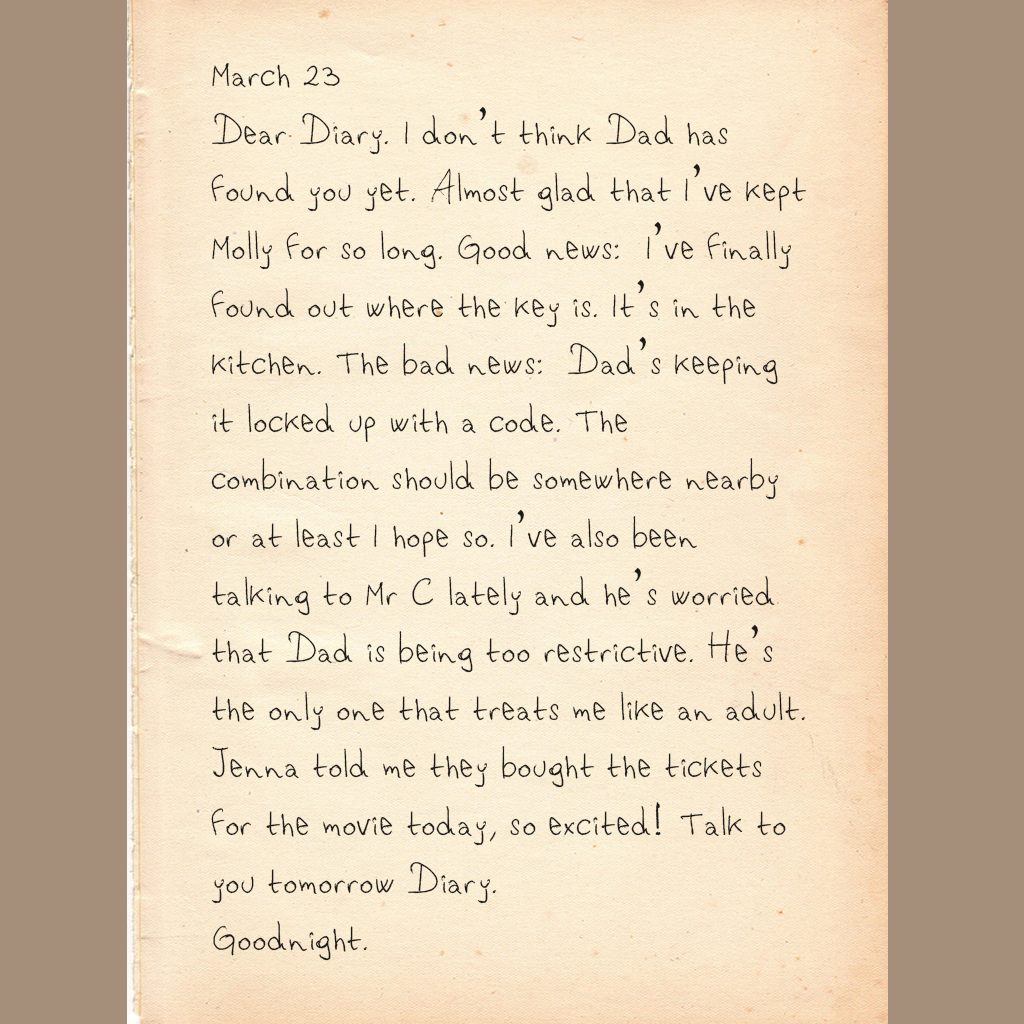 March 23
Dear Diary. I don't think Dad has
found you yet. Almost glad that I've kept
Molly for so long. Good news: I've finally
found out where the key is. It's in the
kitchen. The bad news: Dad's keeping
it locked up with a code. The
combination should be somewhere nearby
or at least I hope so. I've also been
talking to Mr C lately and he's worried
that Dad is being too restrictive. He's
the only one that treats me like an adult.
Jenna told me they bought the tickets
for the movie today, so excited! Talk to
you tomorrow Diary.
Goodnight.